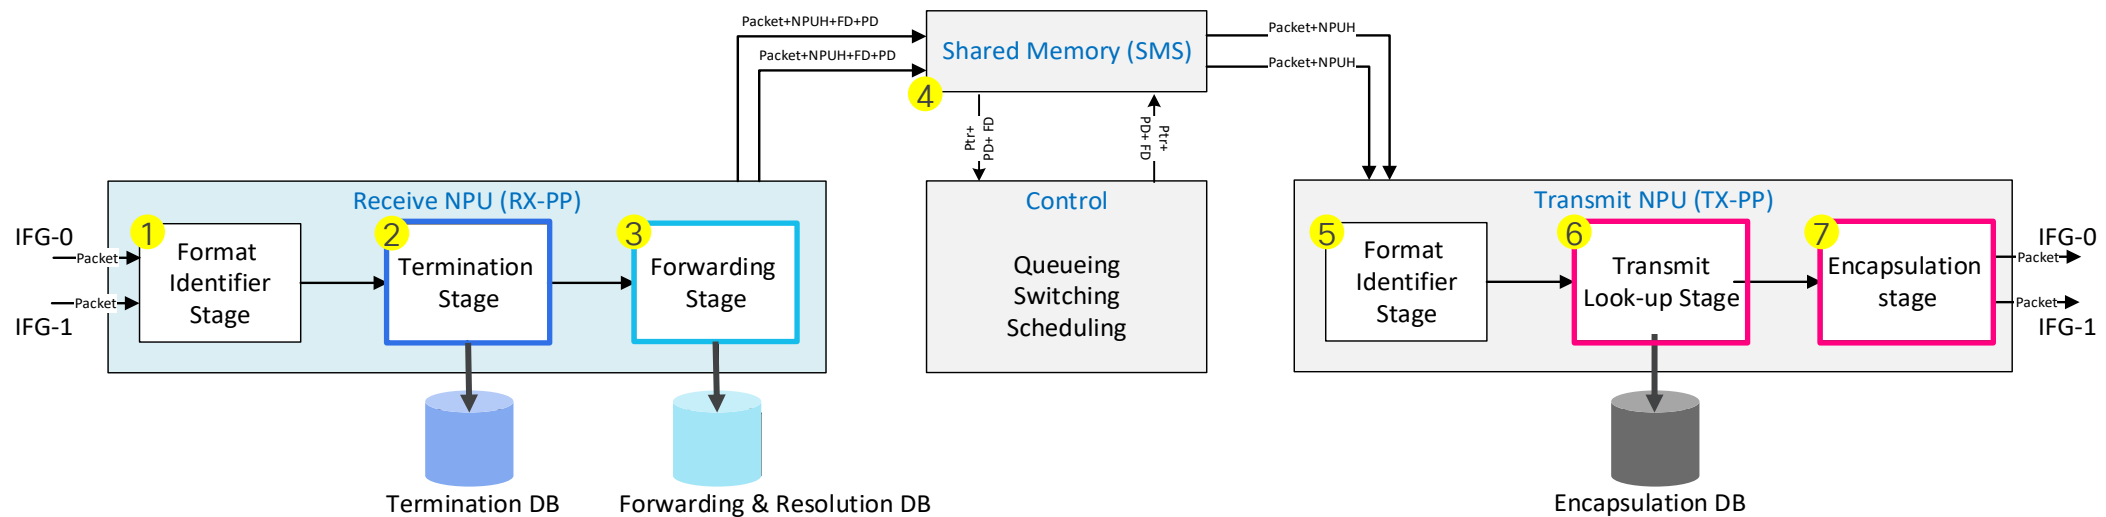 Packet+NPUH+FD+PD
Packet+NPUH+FD+PD
Shared Memory (SMS)
4
Packet+NPUH
Packet+NPUH
Ptr+
PD+ FD
Ptr+
PD+ FD
Receive NPU (RX-PP)
IFG-0
Packet
Packet
IFG-1
1
Format
Identifier
Stage
2
Termination
Stage
3
Forwarding
Stage
Termination DB
Forwarding & Resolution DB
Control
Queueing
Switching
Scheduling
Transmit NPU (TX-PP)
5
Format
Identifier
Stage
6
Transmit
Look-up Stage
7
Encapsulation
stage
IFG-0
Packet
Packet
IFG-1
Encapsulation DB